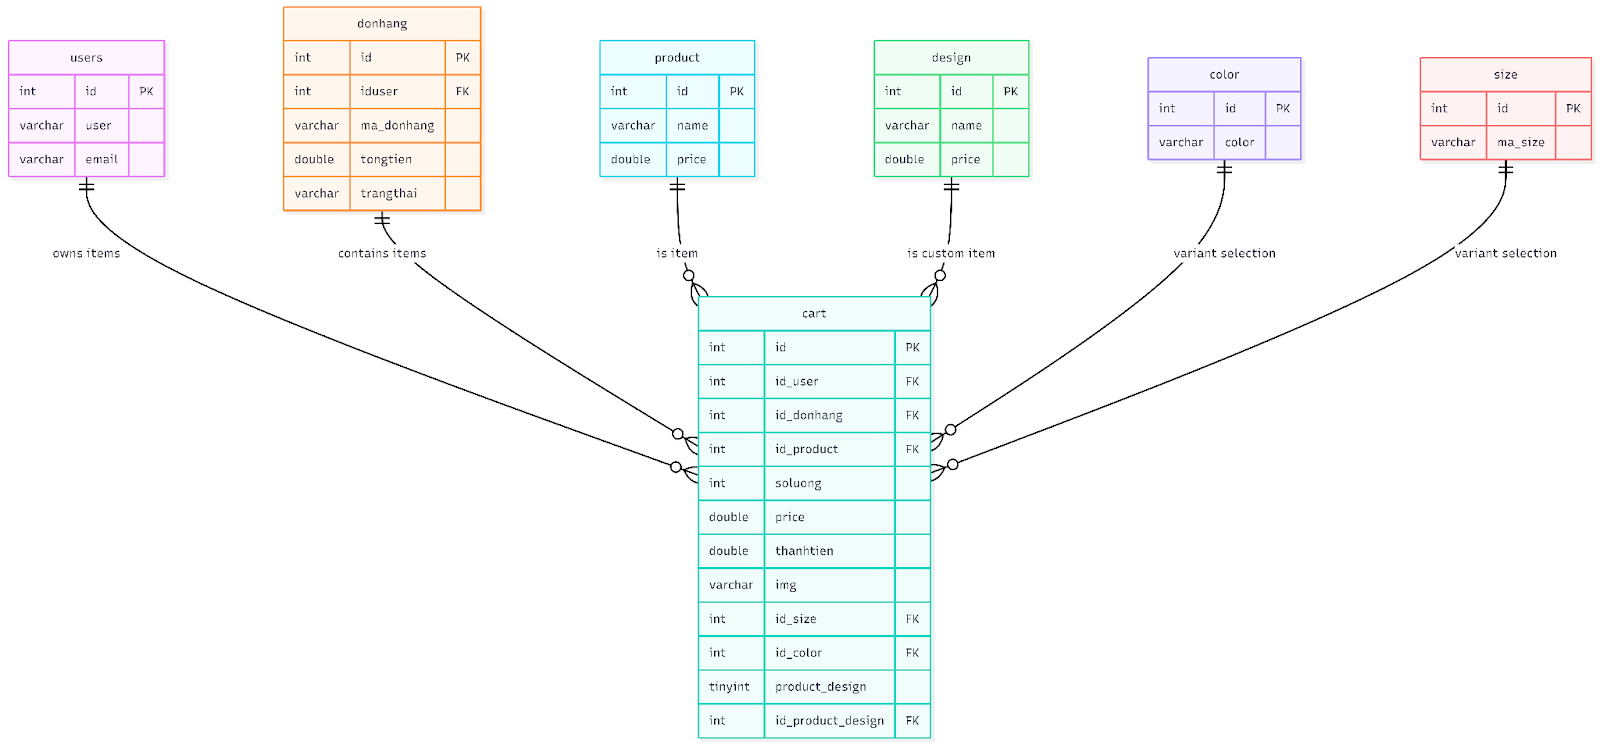 users
int id PK
varchar user
varchar email
donhang
int id PK
int iduser FK
varchar ma_donhang
double tongtien
varchar trangthai
product
int id PK
varchar name
double price
design
int id PK
varchar name
double price
color
int id PK
varchar color
size
int id PK
varchar ma_size
owns items
contains items
is item
is custom item
variant selection
variant selection
cart
int id PK
int id_user FK
int id_donhang FK
int id_product FK
int soluong
double price
double thanhtien
varchar img
int id_size FK
int id_color FK
tinyint product_design
int id_product_design FK